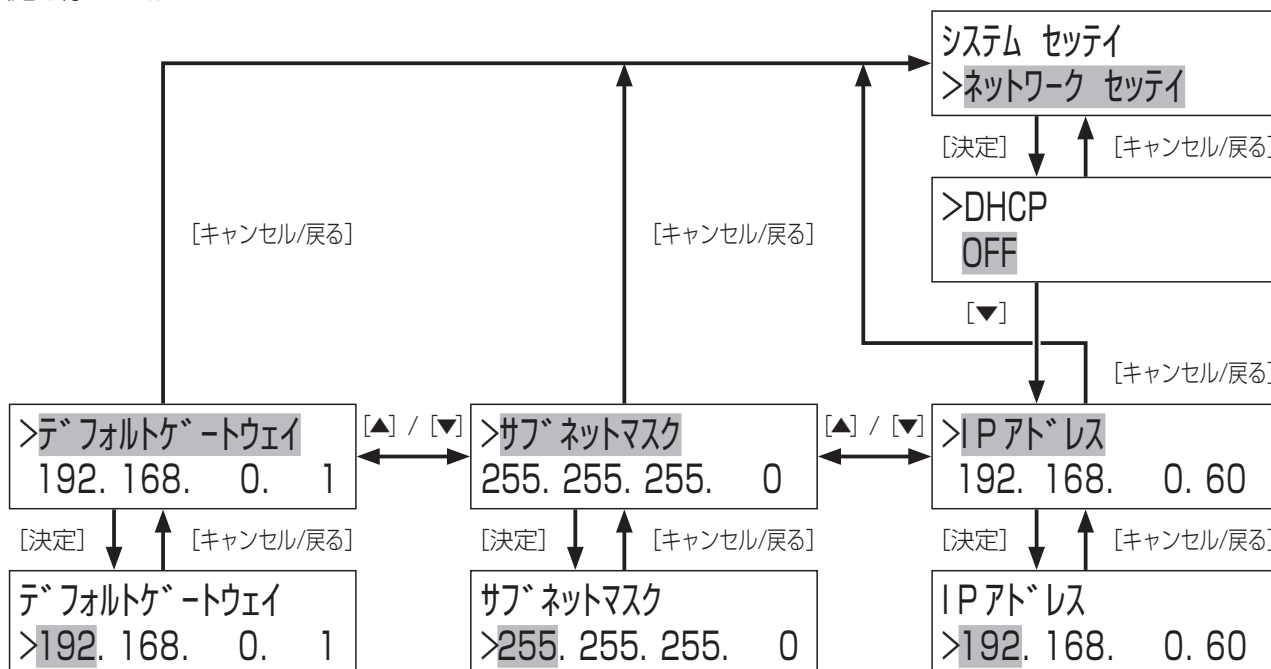 システム セッテイ
>ネットワーク セッテイ
[決定] [キャンセル/戻る]
>DHCP
OFF
[キャンセル/戻る] [キャンセル/戻る]
[▼]
[キャンセル/戻る]
>デフォルトゲートウェイ [▲] / [▼] >サブネットマスク [▲] / [▼] >IPアドレス
192. 168. 0. 1 255. 255. 255. 0 192. 168. 0. 60
[決定] [キャンセル/戻る] [決定] [キャンセル/戻る] [決定] [キャンセル/戻る]
デフォルトゲートウェイ サブネットマスク IPアドレス
>192. 168. 0. 1 >255. 255. 255. 0 >192. 168. 0. 60